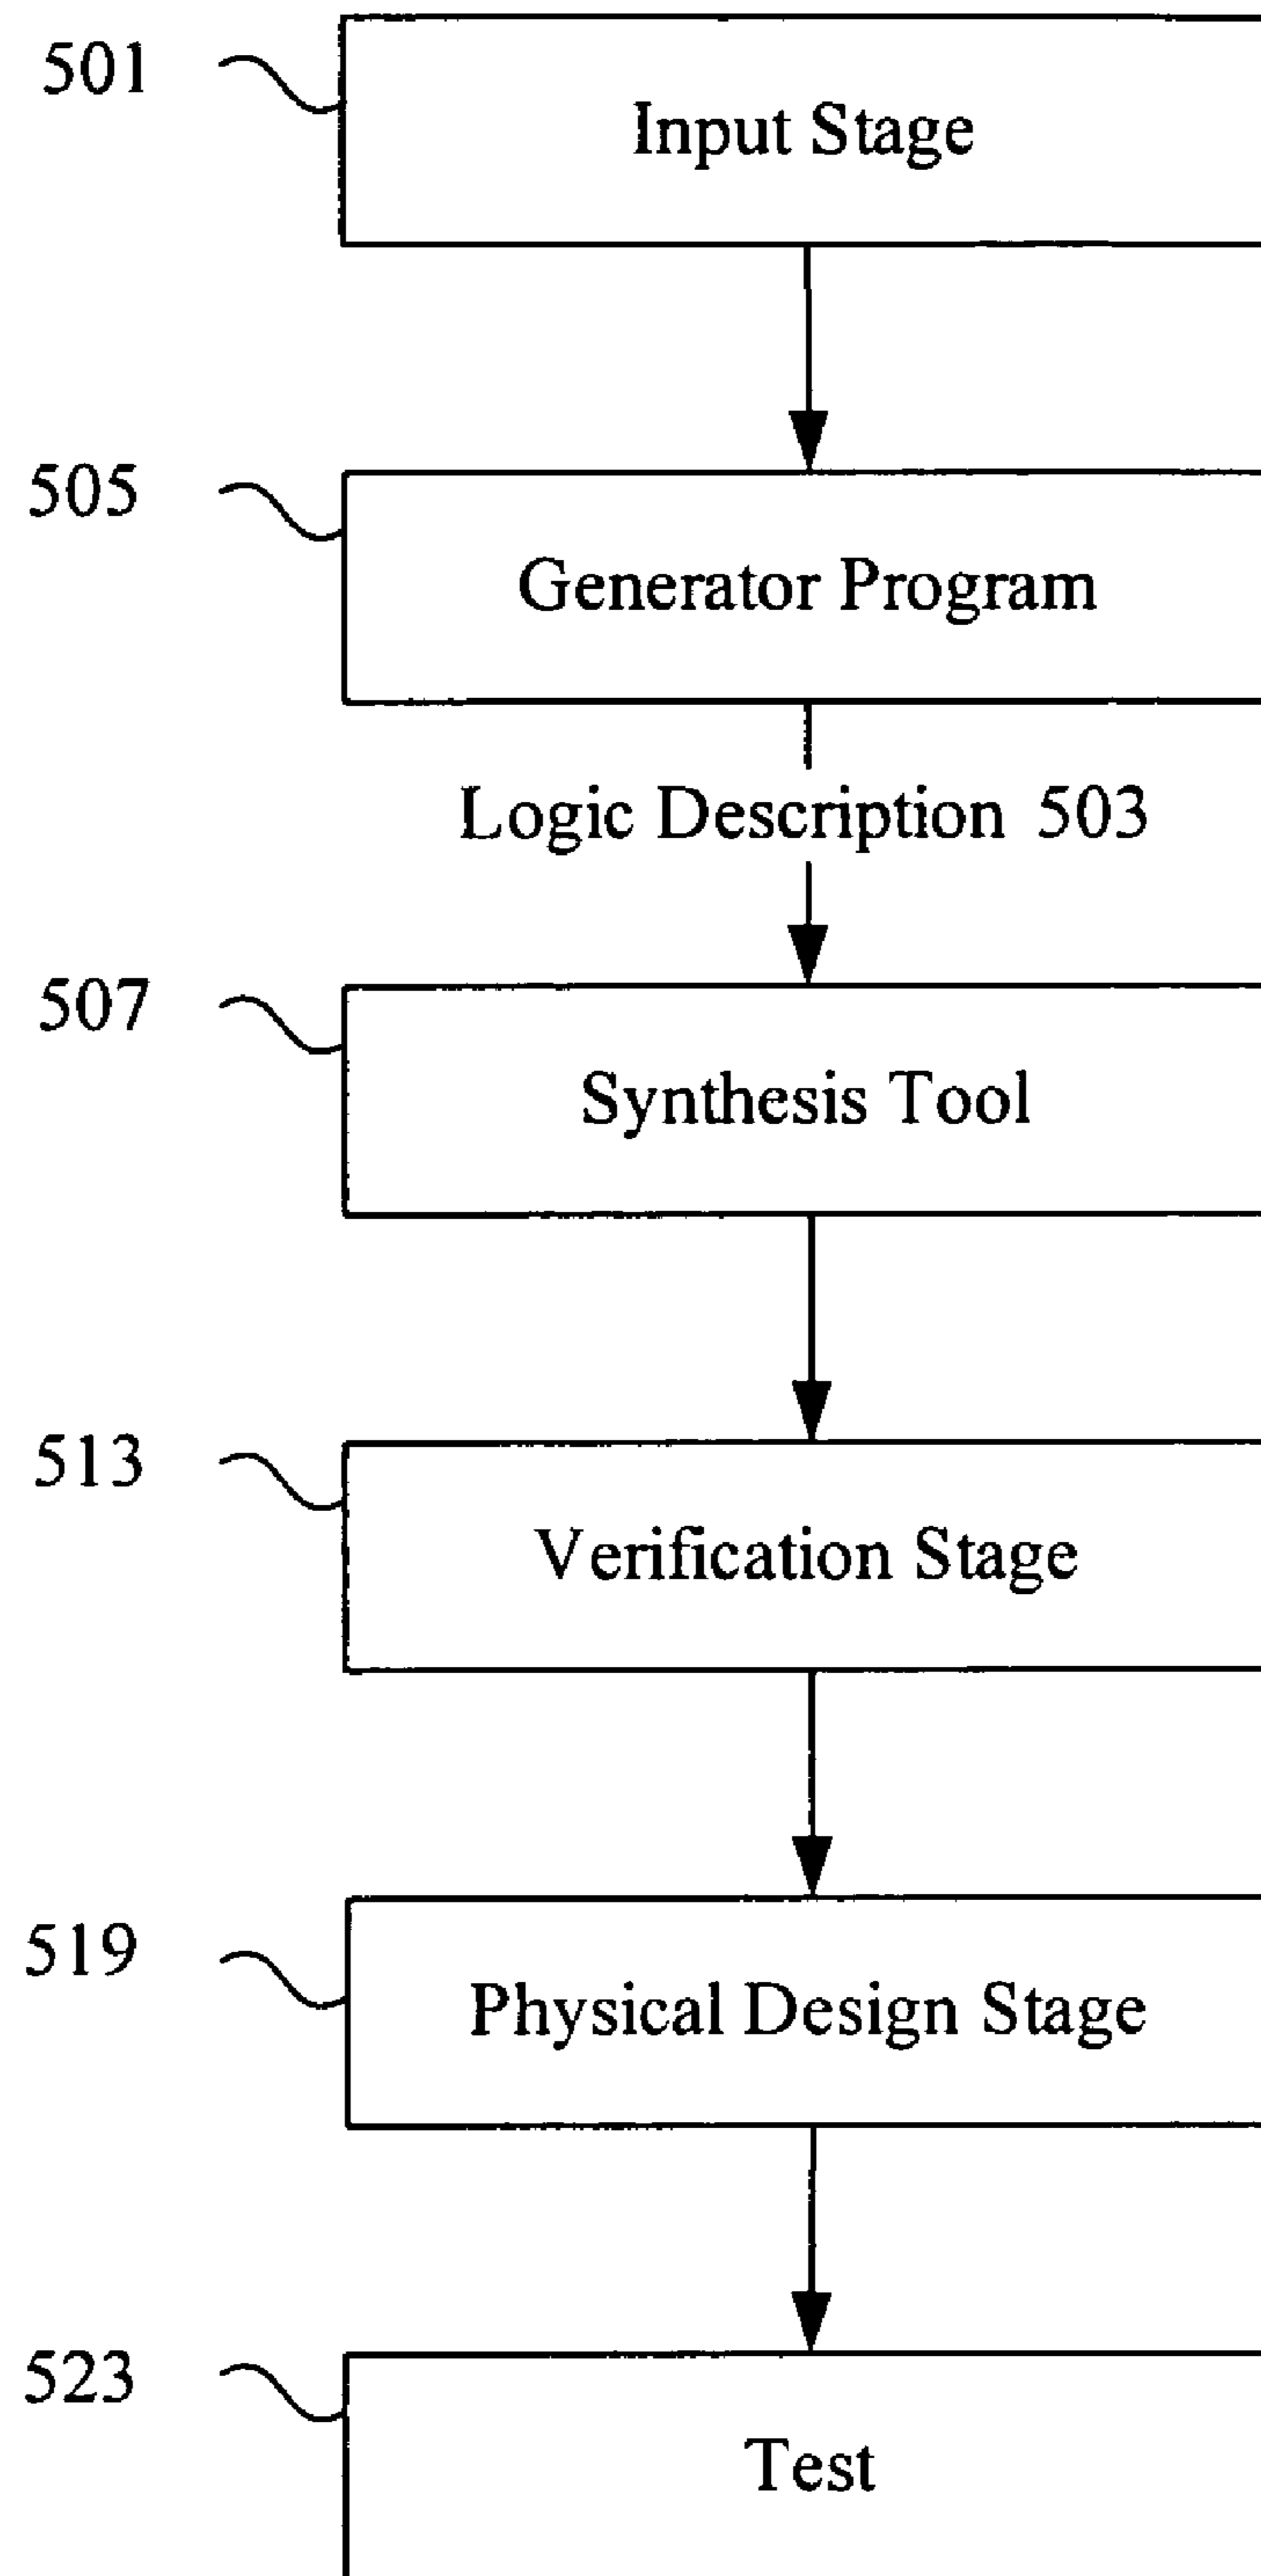 501
Input Stage
505
Generator Program
Logic Description 503
507
Synthesis Tool
513
Verification Stage
519
Physical Design Stage
523
Test